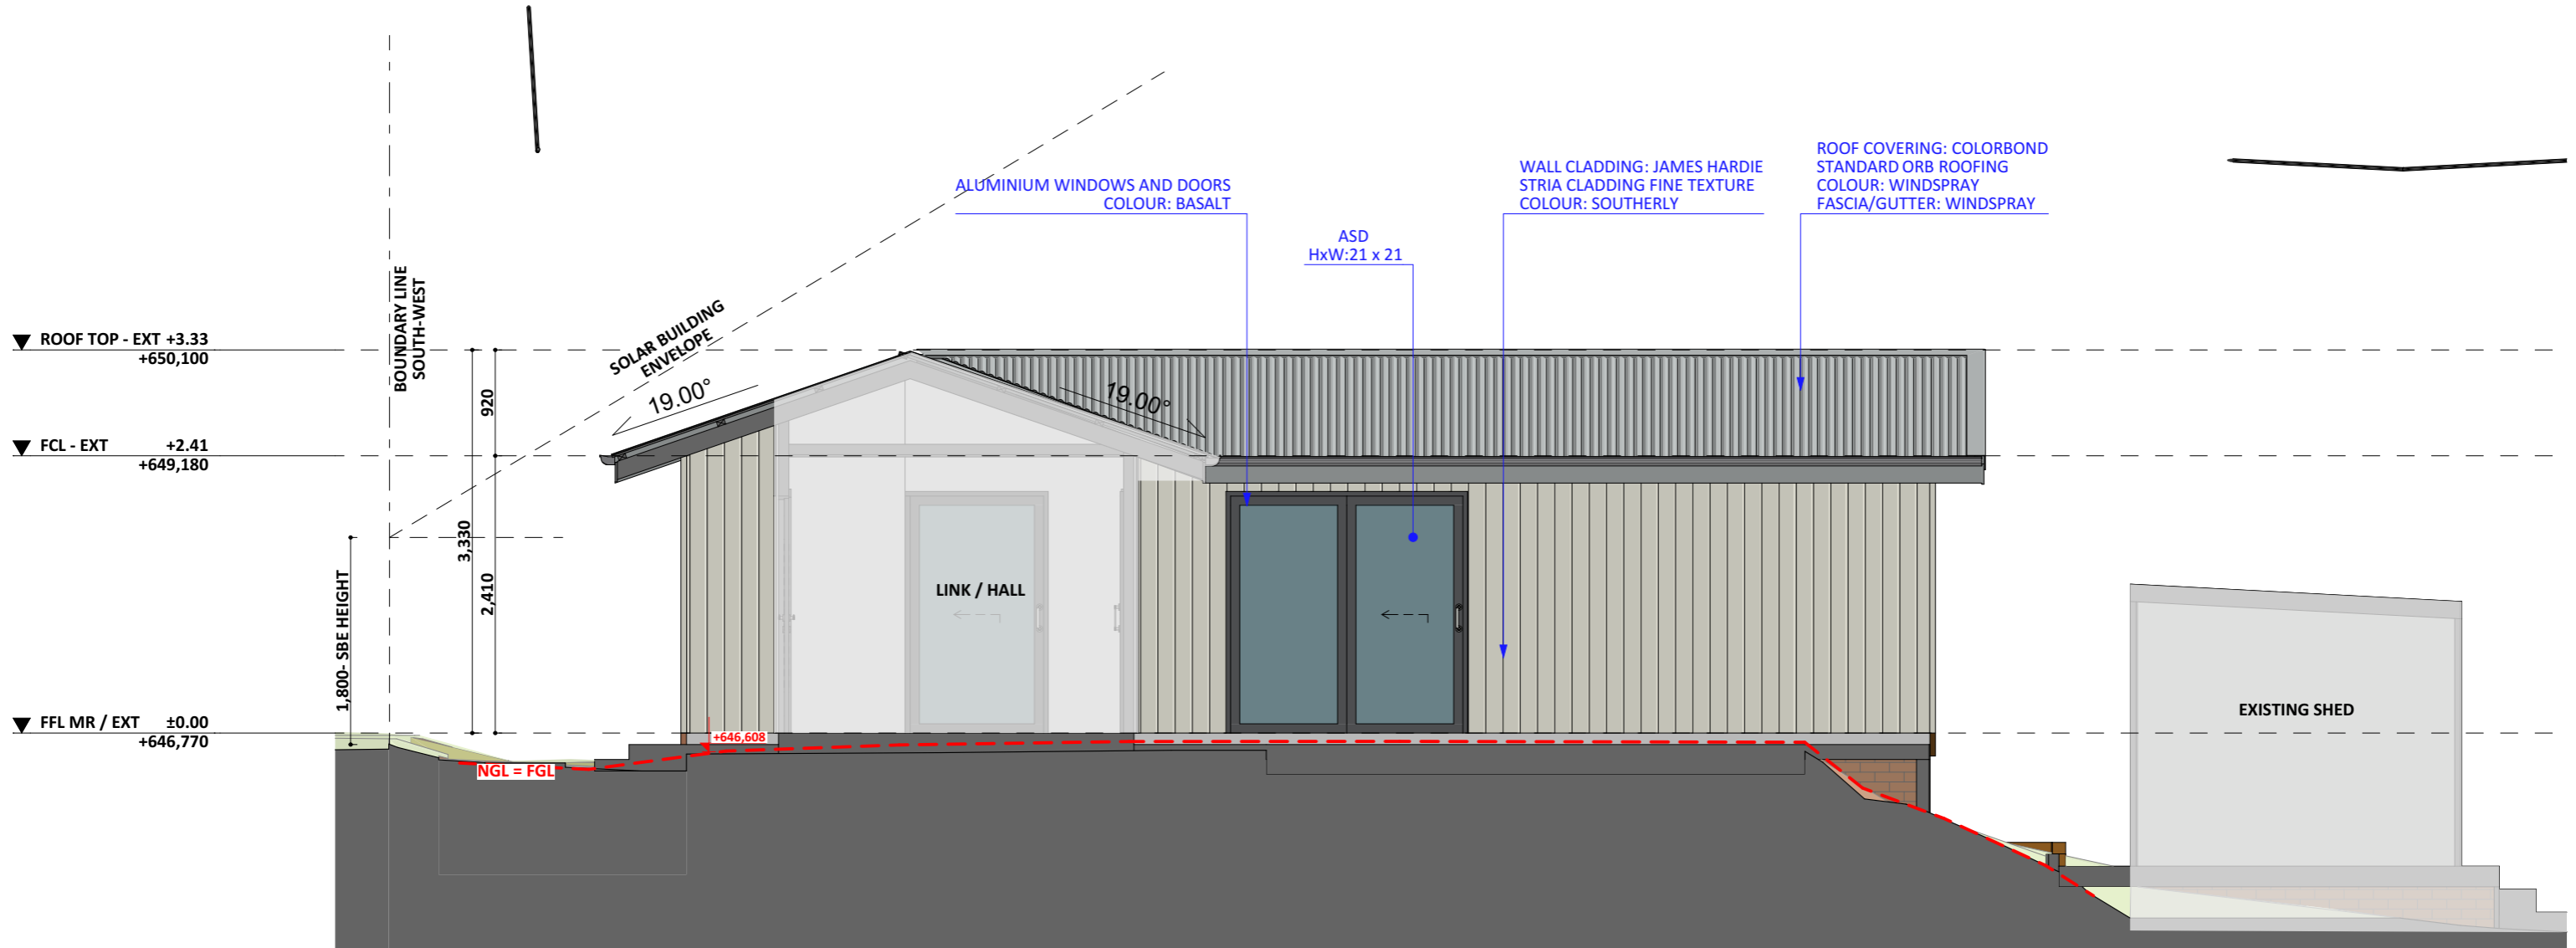 ROOF COVERING: COLORBOND
STANDARD ORB ROOFING
COLOUR: WINDSPRAY
FASCIA/GUTTER: WINDSPRAY
WALL CLADDING: JAMES HARDIE
STRIA CLADDING FINE TEXTURE
COLOUR: SOUTHERLY
ALUMINIUM WINDOWS AND DOORS
COLOUR: BASALT
ASD
HxW:21 x 21
BOUNDARY LINE
SOUTH-WEST
SOLAR BUILDING
ENVELOPE
ROOF TOP - EXT +3.33
+650,100
19.00°
19.00°
920
FCL - EXT +2.41
+649,180
3,330
2,410
1,800- SBE HEIGHT
LINK / HALL
EXISTING SHED
FFL MR / EXT ±0.00
+646,770
+646,608
NGL = FGL